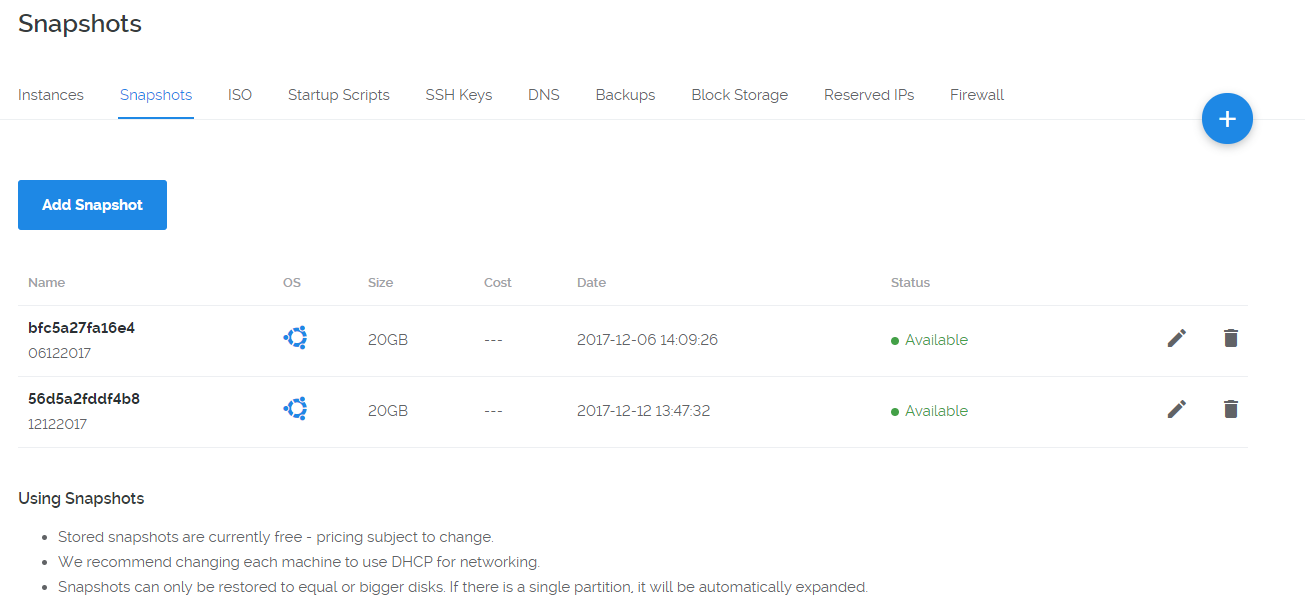 Snapshots
Instances Snapshots ISO Startup Scripts SSH Keys DNS Backups Block Storage Reserved IPs Firewall
+
Add Snapshot
Name OS Size Cost Date Status
bfc5a27fa16e4
06122017
20GB --- 2017-12-06 14:09:26 Available
56d5a2fddf4b8
12122017
20GB --- 2017-12-12 13:47:32 Available
Using Snapshots
• Stored snapshots are currently free - pricing subject to change.
• We recommend changing each machine to use DHCP for networking.
• Snapshots can only be restored to equal or bigger disks. If there is a single partition, it will be automatically expanded.